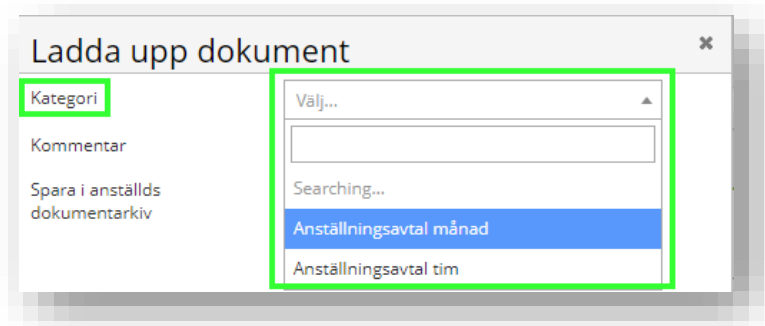 Ladda upp dokument
Kategori
Välj...
Kommentar
Spara i anställds
dokumentarkiv
Searching...
Anställningsavtal månad
Anställningsavtal tim